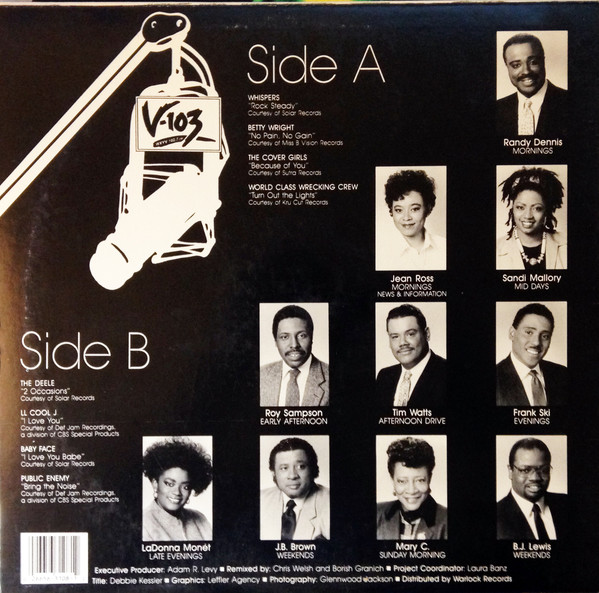 Side A
V-103
WHISPERS
"Rock Steady"
Courtesy of Solar Records
BETTY WRIGHT
"No Pain, No Gain"
Courtesy of Miss B Vision Records
THE COVER GIRLS
"Because of You"
Courtesy of Sutra Records
WORLD CLASS WRECKING CREW
"Turn Out the Lights"
Courtesy of Kru Cut Records
Randy Dennis
MORNINGS
Jean Ross
MORNINGS
NEWS & INFORMATION
Sandi Mallory
MID DAYS
Side B
THE DEELE
"2 Occasions"
Courtesy of Solar Records
LL COOL J
"I Love You"
Courtesy of Def Jam Recordings,
a division of CBS Special Products
BABY FACE
"I Love You Babe"
Courtesy of Solar Records
PUBLIC ENEMY
"Bring the Noise"
Courtesy of Def Jam Recordings,
a division of CBS Special Products
Roy Sampson
EARLY AFTERNOON
Tim Watts
AFTERNOON DRIVE
Frank Ski
EVENINGS
LaDonna Monét
LATE EVENINGS
J.B. Brown
WEEKENDS
Mary C.
SUNDAY MORNING
B.J. Lewis
WEEKENDS
Executive Producer: Adam R. Levy ■ Remixed by: Chris Welsh and Borish Granich ■ Project Coordinator: Laura Banz
Title: Debbie Kessler ■ Graphics: Leffler Agency ■ Photography: Glennwood Jackson ■ Distributed by Warlock Records